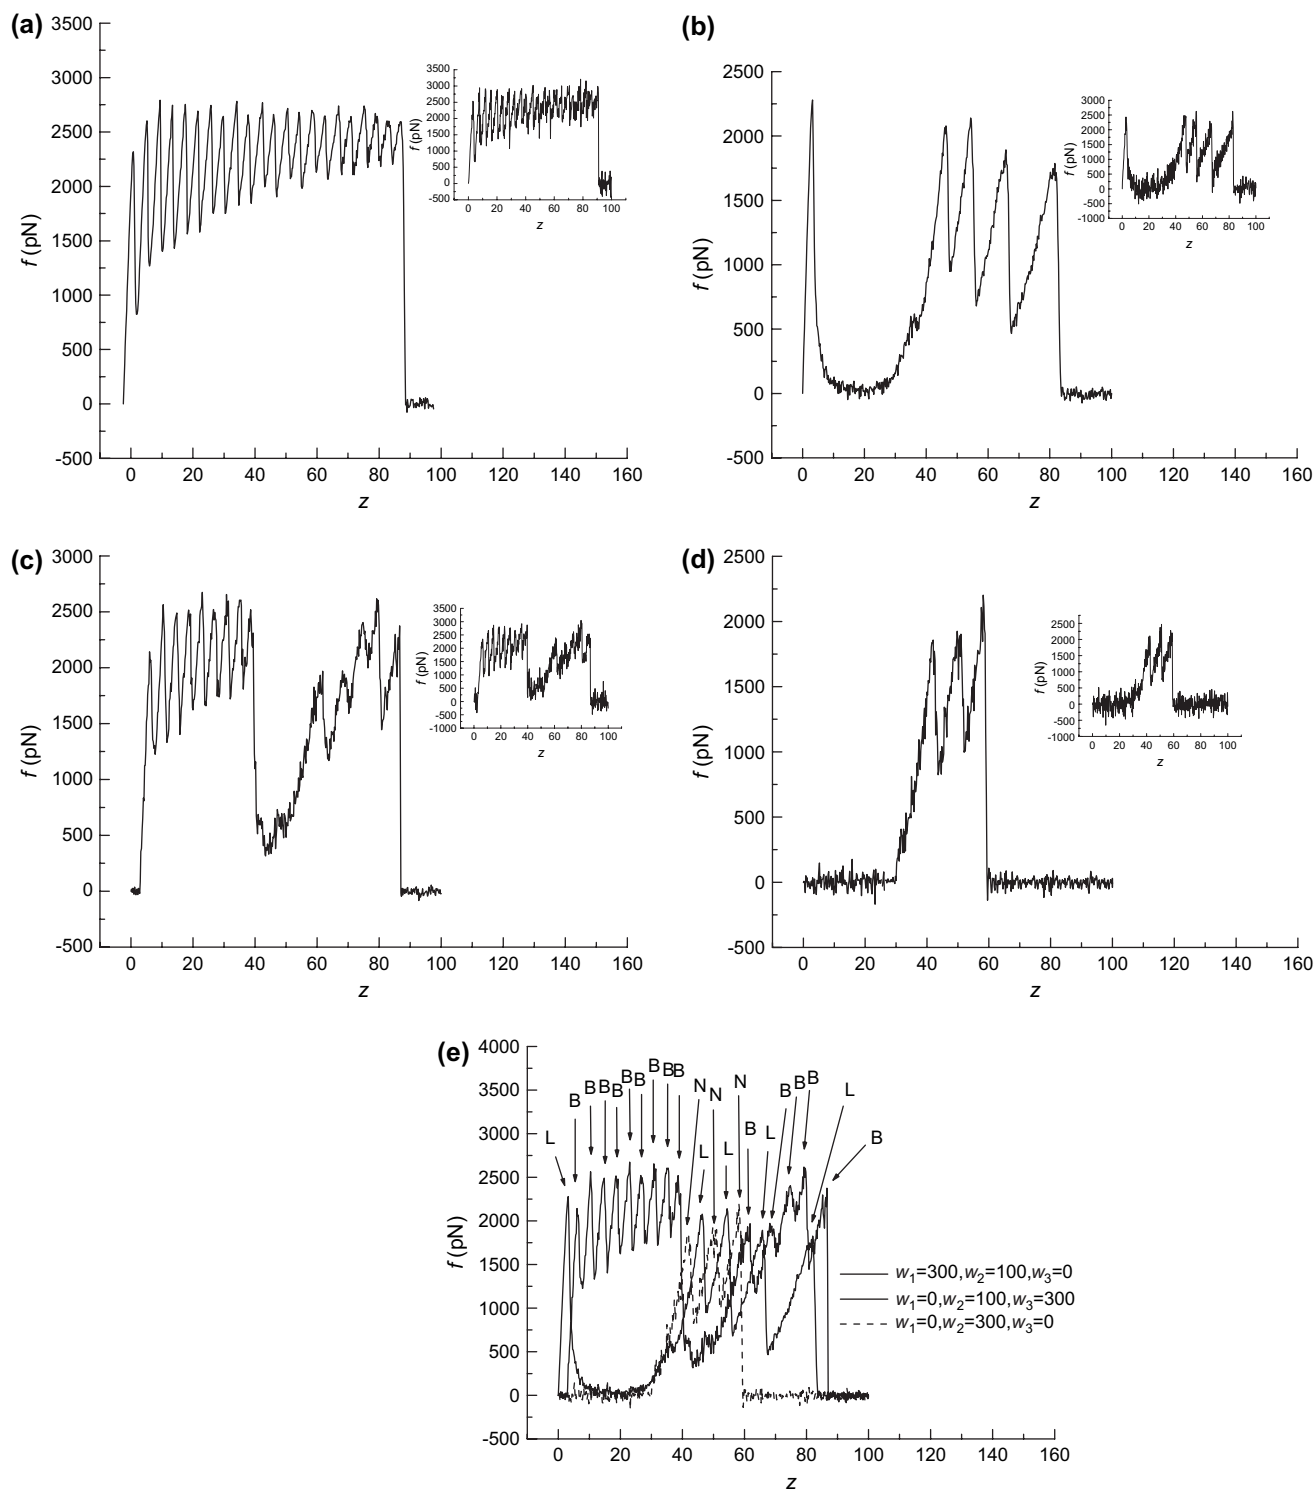 (a)
3500
3000
2500
2000
1500
1000
500
0
-500
f (pN)
0 20 40 60 80 100 120 140 160
z
3500
3000
2500
2000
1500
1000
500
0
-500
f (pN)
0 20 40 60 80 100
z
(b)
2500
2000
1500
1000
500
0
-500
f (pN)
0 20 40 60 80 100 120 140 160
z
3000
2500
2000
1500
1000
500
0
-500
-1000
f (pN)
0 20 40 60 80 100
z
(c)
3000
2500
2000
1500
1000
500
0
-500
f (pN)
0 20 40 60 80 100 120 140 160
z
3500
3000
2500
2000
1500
1000
500
0
-500
-1000
f (pN)
0 20 40 60 80 100
z
(d)
2500
2000
1500
1000
500
0
-500
f (pN)
0 20 40 60 80 100 120 140 160
z
2500
2000
1500
1000
500
0
-500
-1000
f (pN)
0 20 40 60 80 100
z
(e)
4000
3500
3000
2500
2000
1500
1000
500
0
-500
f (pN)
L B B B B B B B B B N L N L N B L B B B L B
w1=300,w2=100,w3=0
w1=0,w2=100,w3=300
w1=0,w2=300,w3=0
0 20 40 60 80 100 120 140 160
z